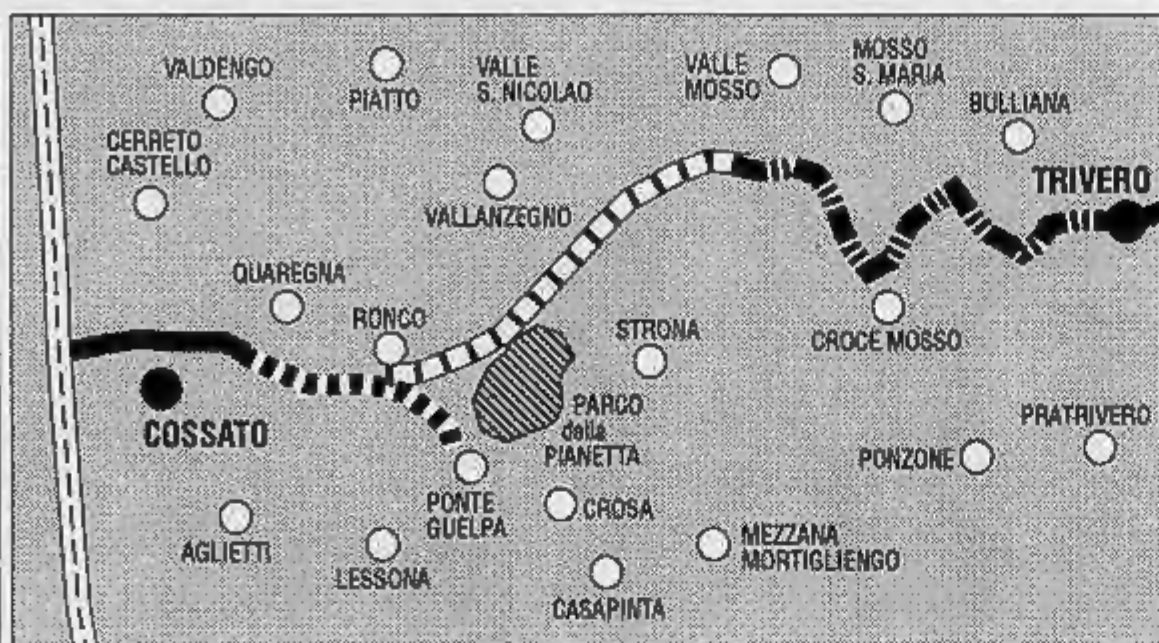 VALDENGO
PIATTO
VALLE
S. NICOLAO
VALLE
MOSSO
MOSSO
S. MARIA
BULLIANA
CERRETO
CASTELLO
VALLANZEGNO
TRIVERO
QUAREGNA
RONCO
STRONA
CROCE MOSSO
COSSATO
PARCO
della
PIANETTA
PRATRIVERO
PONZONE
PONTE
GUELPA
CROSA
AGLIETTI
LESSONA
MEZZANA
MORTIGLIENGO
CASAPINTA